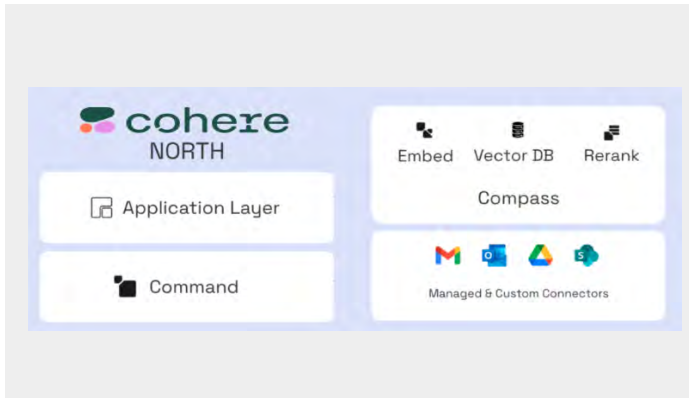 cohere
NORTH
Application Layer
Command
Embed Vector DB Rerank
Compass
Managed & Custom Connectors